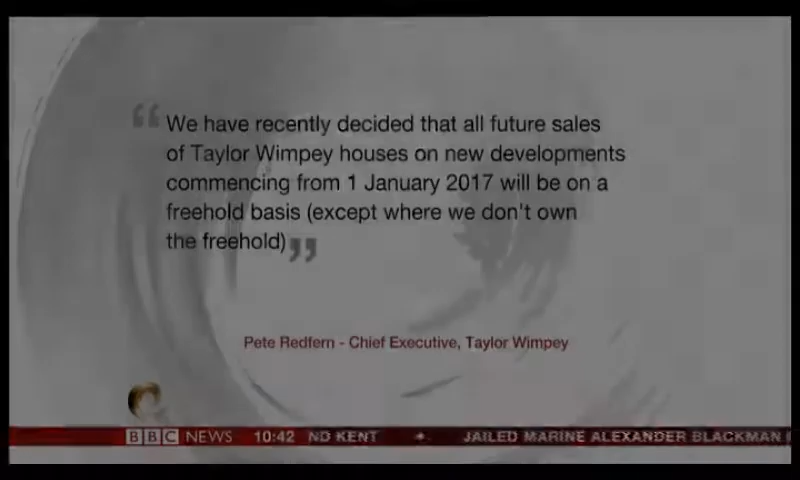 “ We have recently decided that all future sales
of Taylor Wimpey houses on new developments
commencing from 1 January 2017 will be on a
freehold basis (except where we don't own
the freehold) ”
Pete Redfern - Chief Executive, Taylor Wimpey
BBC NEWS 10:42 ND KENT JAILED MARINE ALEXANDER BLACKMAN